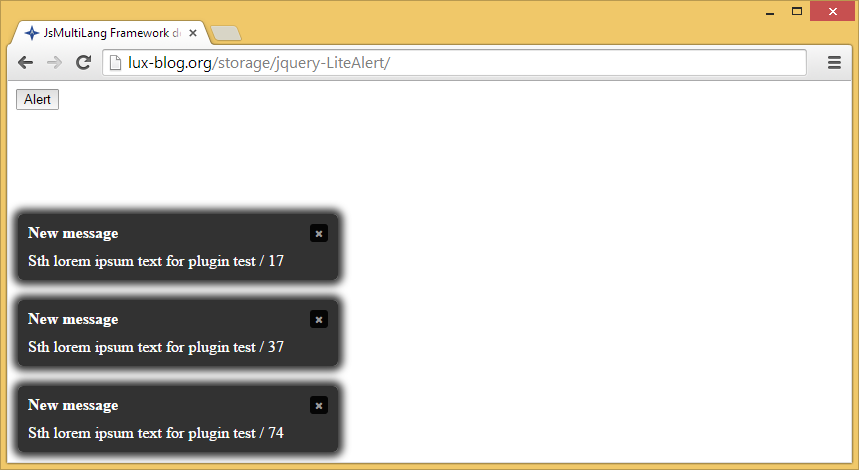 JsMultiLang Framework d
lux-blog.org/storage/jquery-LiteAlert/
Alert
New message
Sth lorem ipsum text for plugin test / 17
New message
Sth lorem ipsum text for plugin test / 37
New message
Sth lorem ipsum text for plugin test / 74